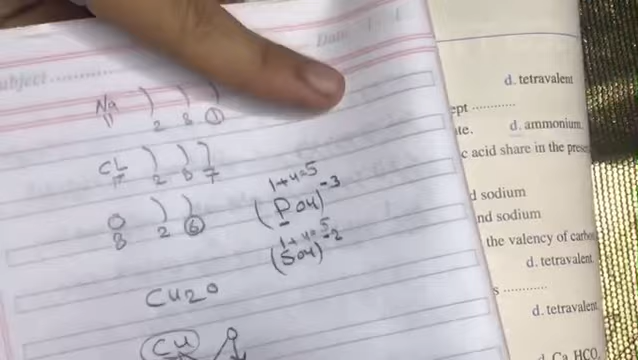 Date
ubject ............
Na ) ) )
11 2 8 1
CL ) ) )
17 2 8 7
1+4=5
(PO4)-3
O ) )
8 2 6
1+4=5
(SO4)-2
Cu2O
Cu O
d. tetravalent
ept ............
ate. d. ammonium
c acid share in the prese
d sodium
nd sodium
the valency of carbo
d. tetravalent
s ............
d. tetravalent
d. Ca HCO